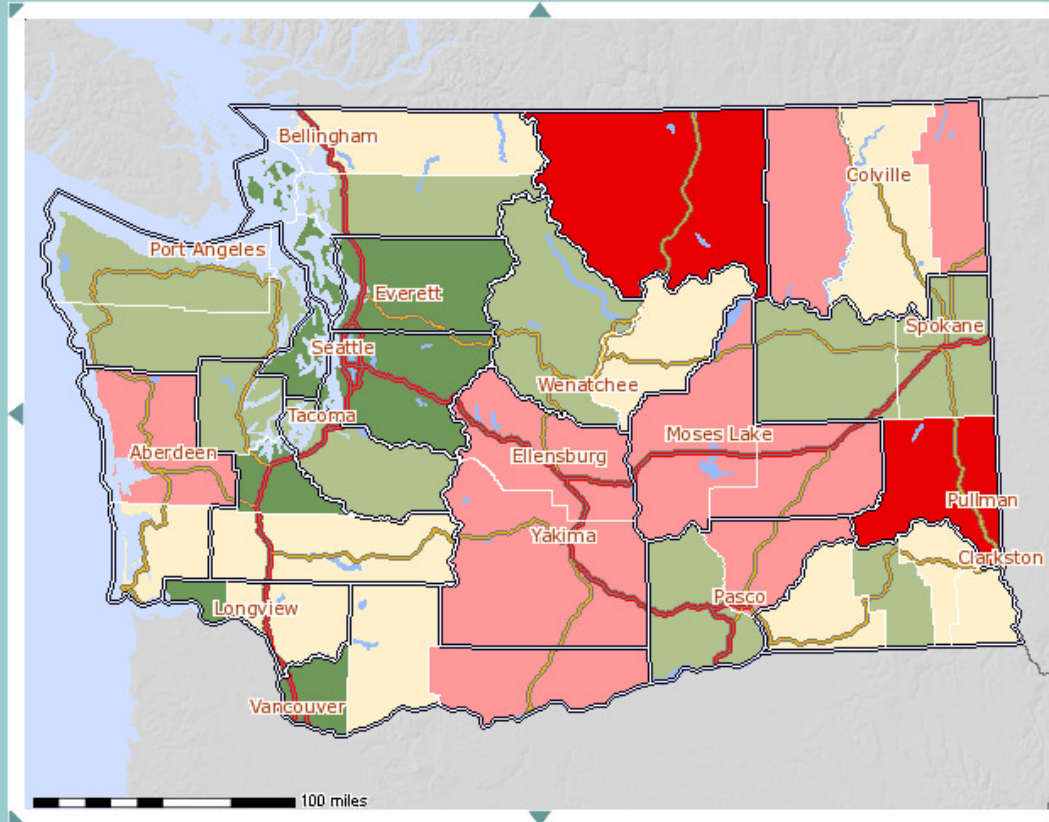 Bellingham
Colville
Port Angeles
Everett
Spokane
Seattle
Wenatchee
Tacoma
Moses Lake
Aberdeen
Ellensburg
Pullman
Yakima
Clarkston
Pasco
Longview
Vancouver
100 miles